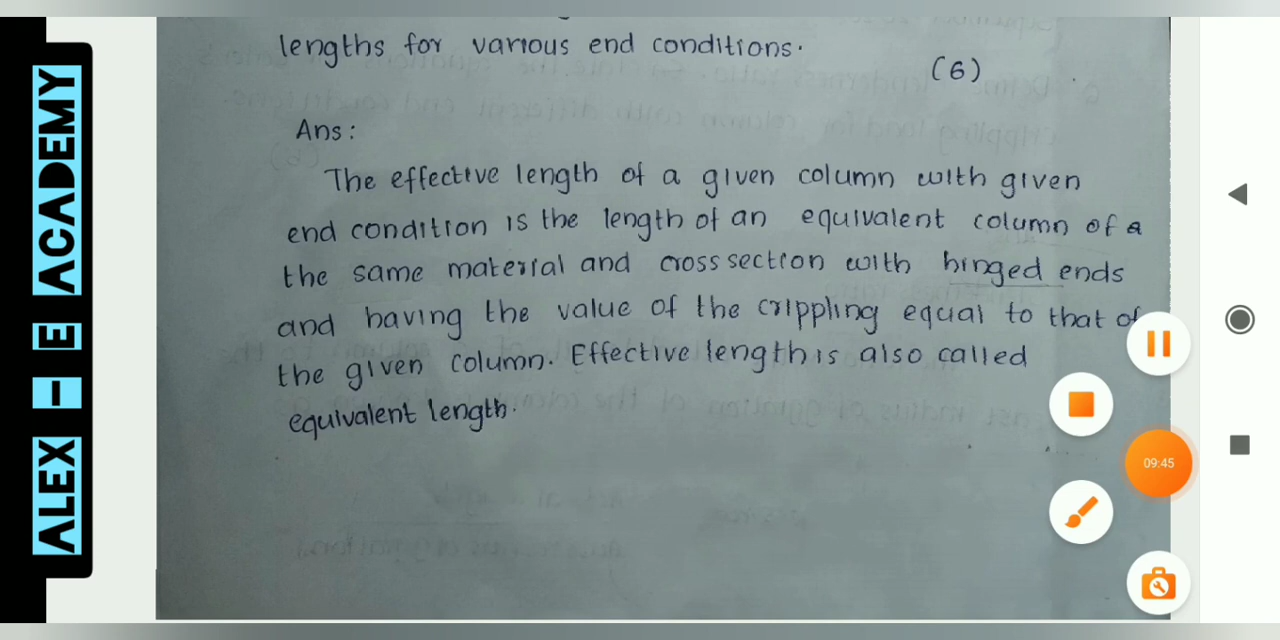 lengths for various end conditions.
(6)
Ans:
The effective length of a given column with given
end condition is the length of an equivalent column of a
the same material and cross section with hinged ends
and having the value of the crippling equal to that of
the given column. Effective length is also called
equivalent length.
ALEX - E ACADEMY
09:45